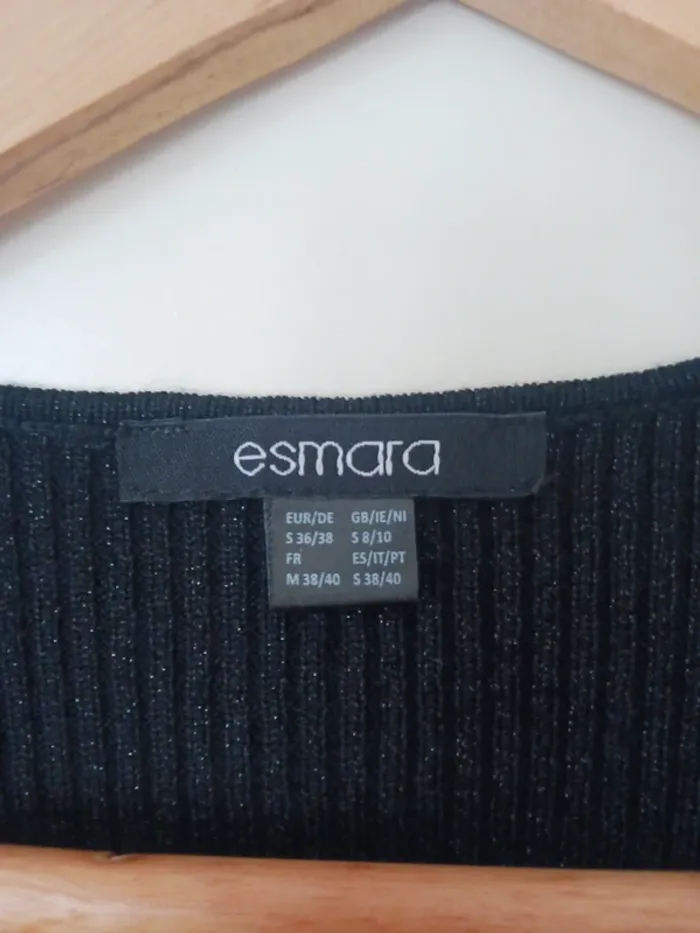 esmara
EUR/DE GB/IE/NI
S 36/38 S 8/10
FR ES/IT/PT
M 38/40 S 38/40